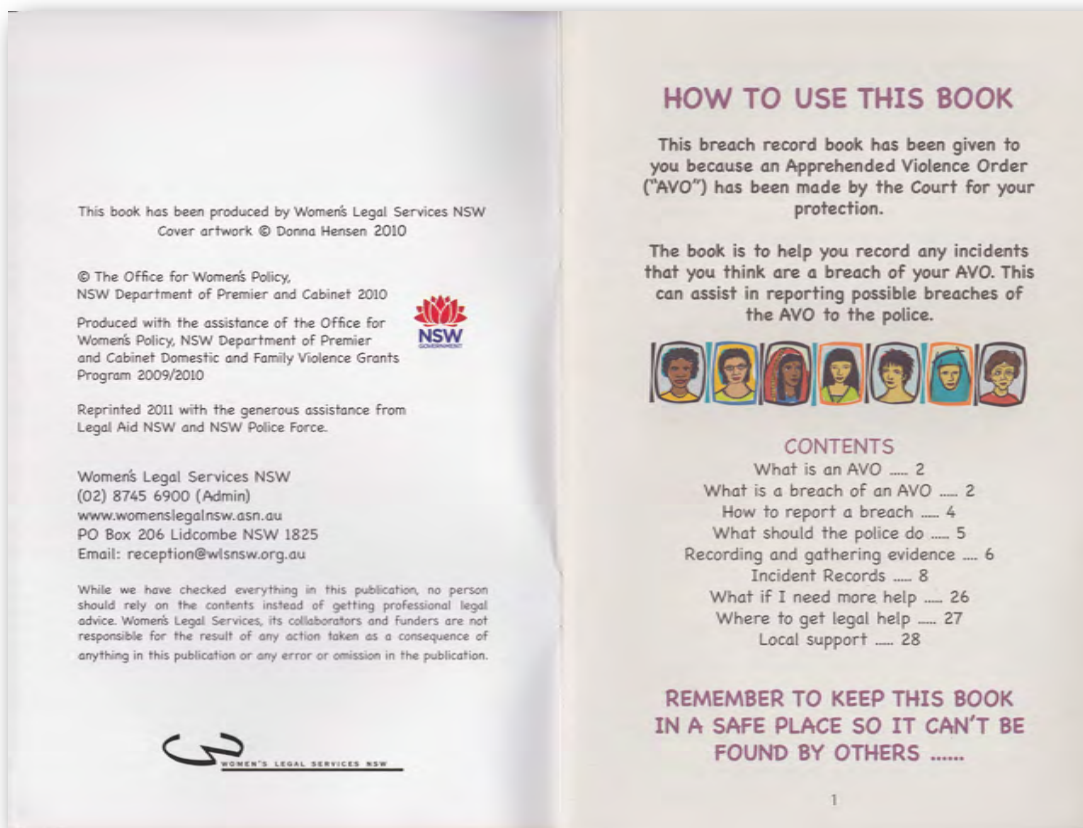 This book has been produced by Women's Legal Services NSW
Cover artwork © Donna Hensen 2010
© The Office for Women's Policy,
NSW Department of Premier and Cabinet 2010
Produced with the assistance of the Office for
Women's Policy, NSW Department of Premier
and Cabinet Domestic and Family Violence Grants
Program 2009/2010
NSW
GOVERNMENT
Reprinted 2011 with the generous assistance from
Legal Aid NSW and NSW Police Force.
Women's Legal Services NSW
(02) 8745 6900 (Admin)
www.womenslegalnsw.asn.au
PO Box 206 Lidcombe NSW 1825
Email: reception@wlsnsw.org.au
While we have checked everything in this publication, no person
should rely on the contents instead of getting professional legal
advice. Women's Legal Services, its collaborators and funders are not
responsible for the result of any action taken as a consequence of
anything in this publication or any error or omission in the publication.
WOMEN'S LEGAL SERVICES NSW
HOW TO USE THIS BOOK
This breach record book has been given to
you because an Apprehended Violence Order
("AVO") has been made by the Court for your
protection.
The book is to help you record any incidents
that you think are a breach of your AVO. This
can assist in reporting possible breaches of
the AVO to the police.
CONTENTS
What is an AVO ..... 2
What is a breach of an AVO ..... 2
How to report a breach ..... 4
What should the police do ..... 5
Recording and gathering evidence .... 6
Incident Records ..... 8
What if I need more help ..... 26
Where to get legal help ..... 27
Local support ..... 28
REMEMBER TO KEEP THIS BOOK
IN A SAFE PLACE SO IT CAN'T BE
FOUND BY OTHERS ......
1